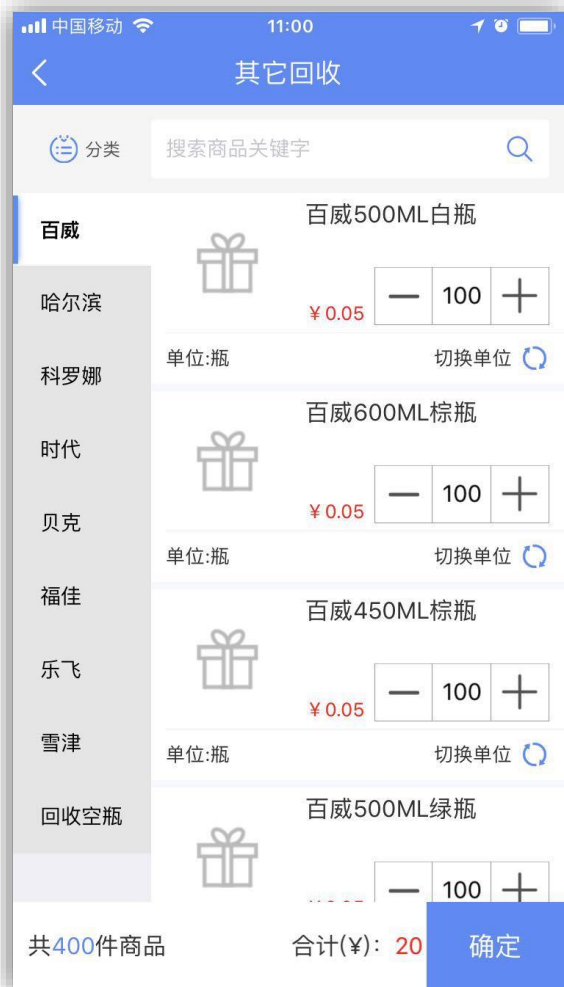 中国移动 11:00
其它回收
分类 搜索商品关键字
百威
哈尔滨
科罗娜
时代
贝克
福佳
乐飞
雪津
回收空瓶
百威500ML白瓶
¥0.05 100
单位:瓶 切换单位
百威600ML棕瓶
¥0.05 100
单位:瓶 切换单位
百威450ML棕瓶
¥0.05 100
单位:瓶 切换单位
百威500ML绿瓶
100
共400件商品 合计(¥): 20 确定